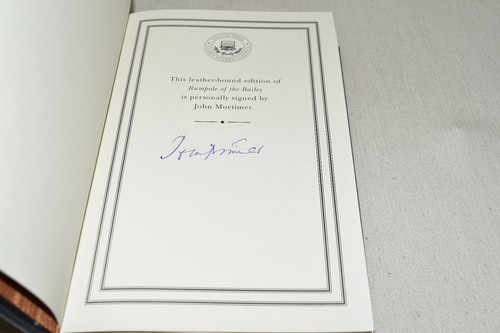 This leather-bound edition of
Rumpole of the Bailey
is personally signed by
John Mortimer.